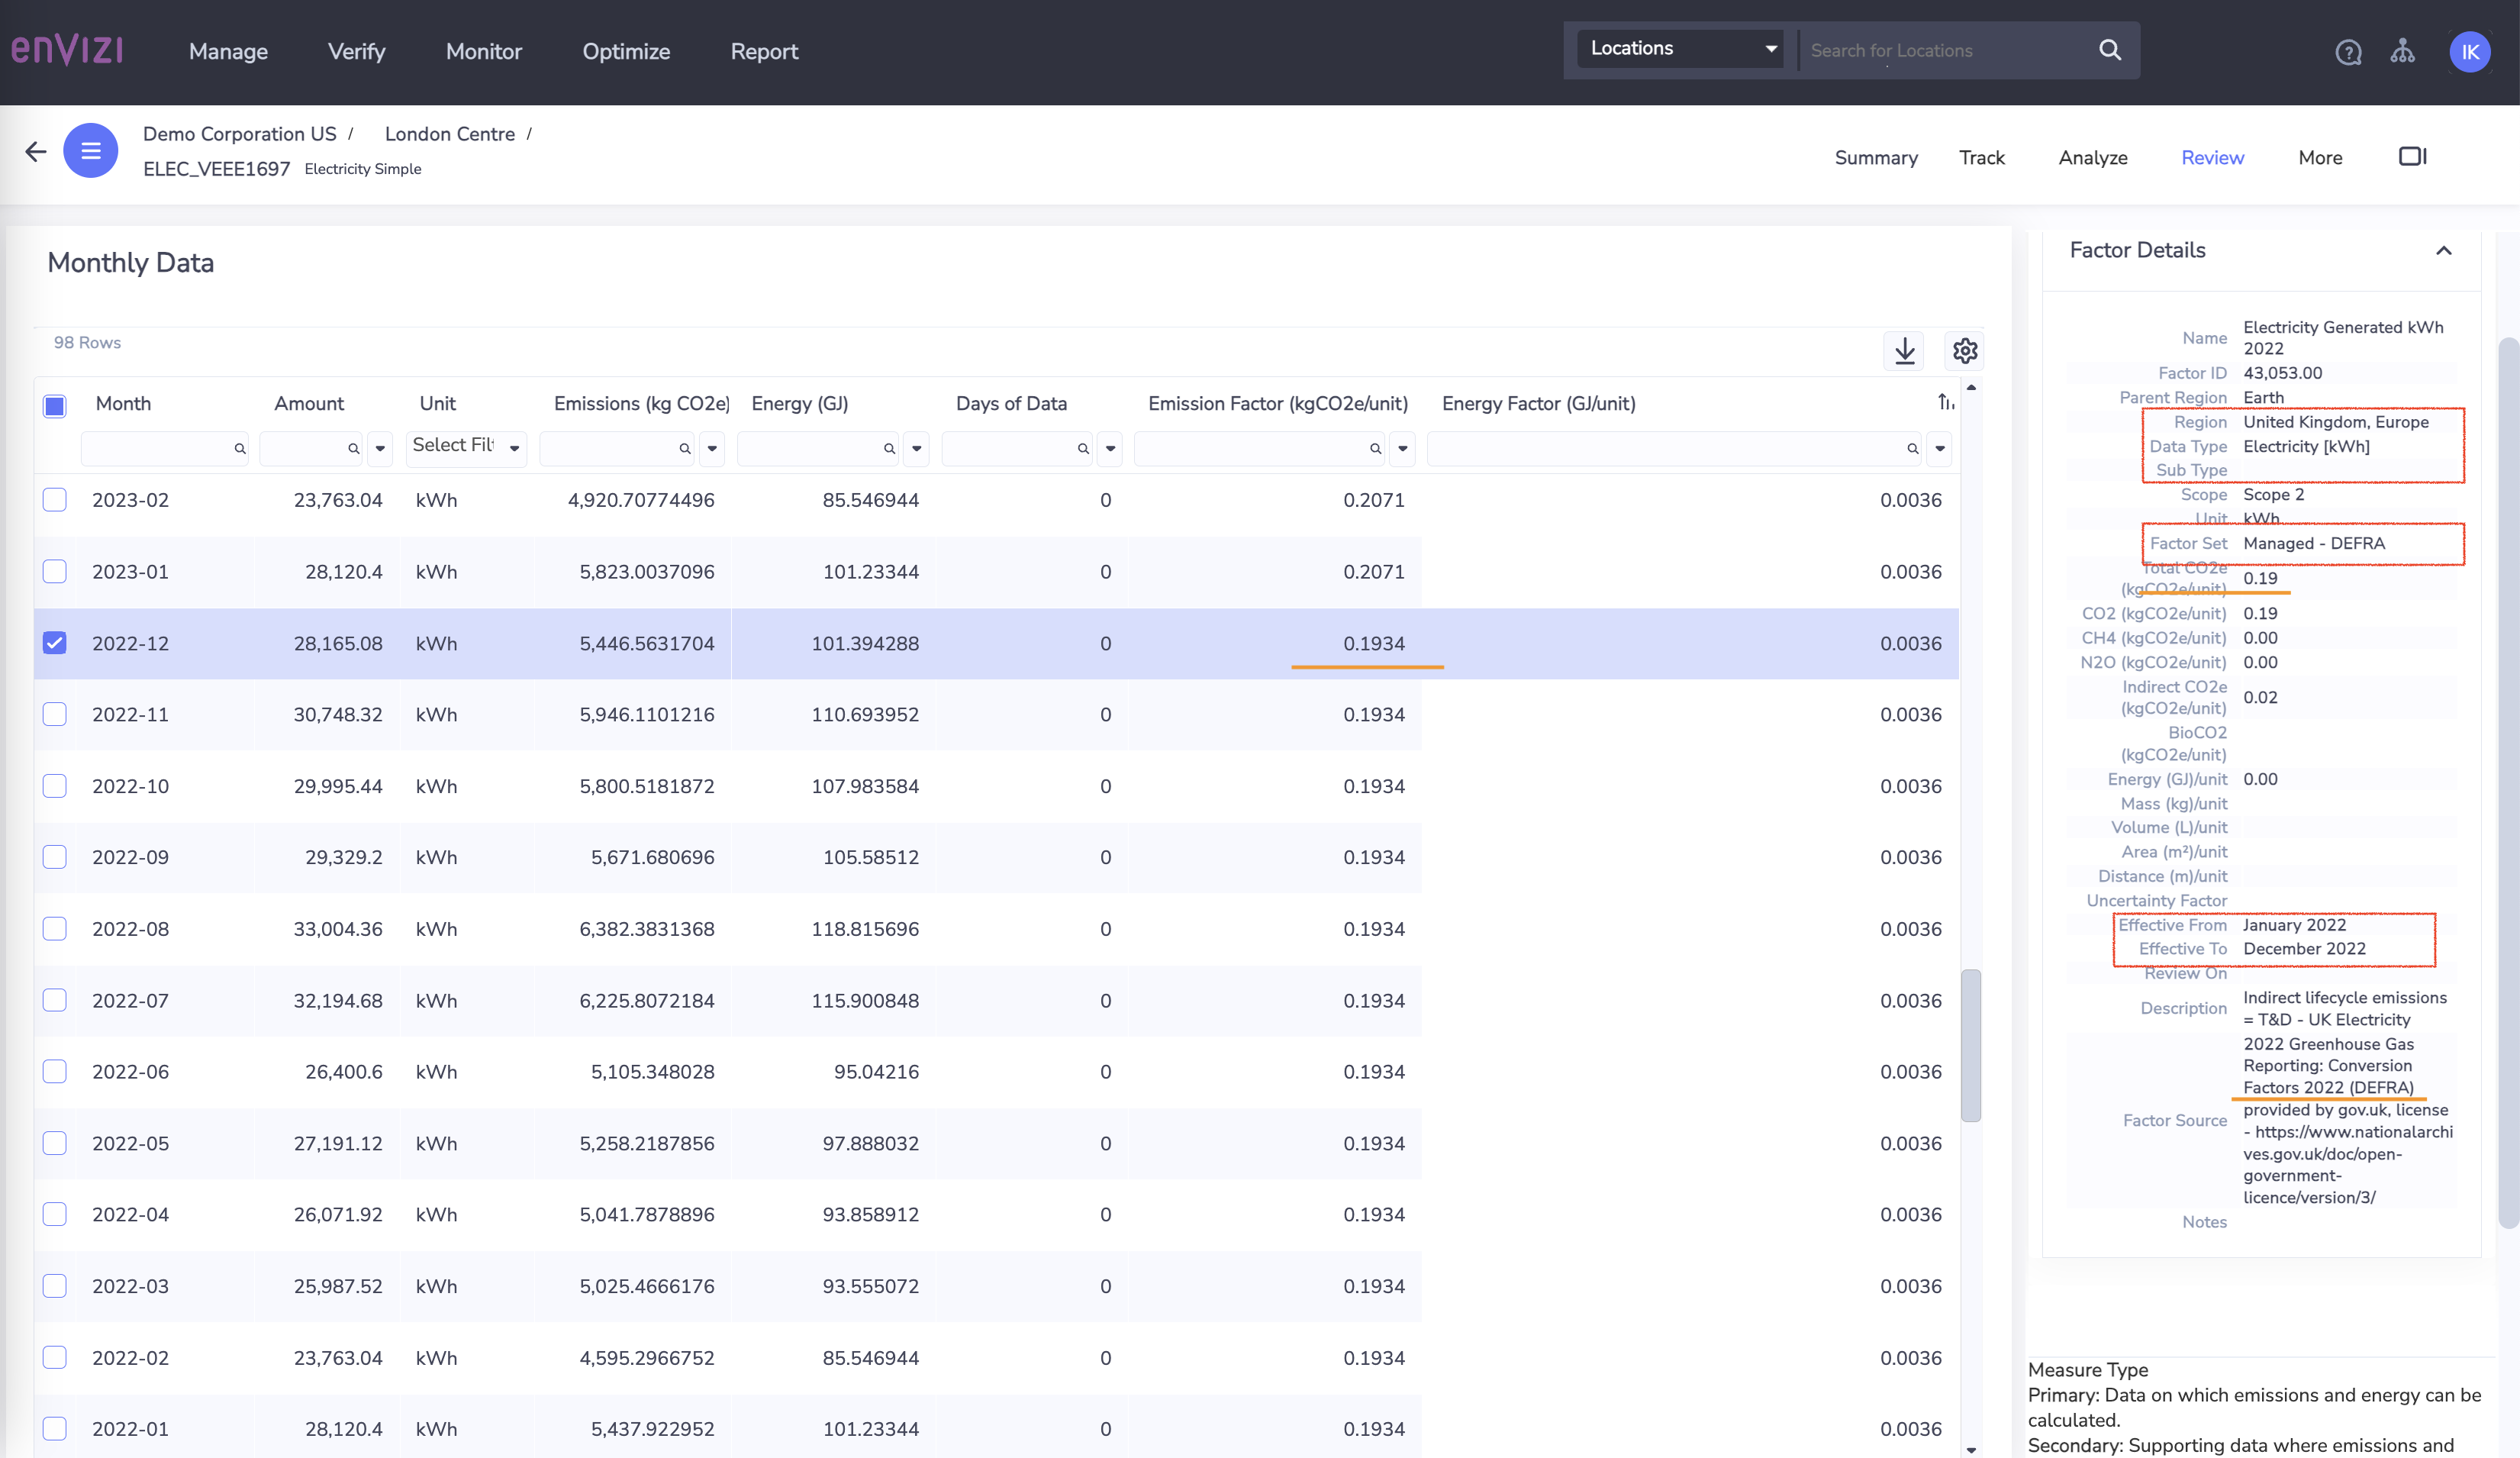 enVIZI
Manage Verify Monitor Optimize Report
Locations Search for Locations
IK
Demo Corporation US / London Centre /
ELEC_VEEE1697 Electricity Simple
Summary Track Analyze Review More
Monthly Data
98 Rows
Month Amount Unit Emissions (kg CO2e) Energy (GJ) Days of Data Emission Factor (kgCO2e/unit) Energy Factor (GJ/unit)
Select Filt
2023-02 23,763.04 kWh 4,920.70774496 85.546944 0 0.2071 0.0036
2023-01 28,120.4 kWh 5,823.0037096 101.23344 0 0.2071 0.0036
2022-12 28,165.08 kWh 5,446.5631704 101.394288 0 0.1934 0.0036
2022-11 30,748.32 kWh 5,946.1101216 110.693952 0 0.1934 0.0036
2022-10 29,995.44 kWh 5,800.5181872 107.983584 0 0.1934 0.0036
2022-09 29,329.2 kWh 5,671.680696 105.58512 0 0.1934 0.0036
2022-08 33,004.36 kWh 6,382.3831368 118.815696 0 0.1934 0.0036
2022-07 32,194.68 kWh 6,225.8072184 115.900848 0 0.1934 0.0036
2022-06 26,400.6 kWh 5,105.348028 95.04216 0 0.1934 0.0036
2022-05 27,191.12 kWh 5,258.2187856 97.888032 0 0.1934 0.0036
2022-04 26,071.92 kWh 5,041.7878896 93.858912 0 0.1934 0.0036
2022-03 25,987.52 kWh 5,025.4666176 93.555072 0 0.1934 0.0036
2022-02 23,763.04 kWh 4,595.2966752 85.546944 0 0.1934 0.0036
2022-01 28,120.4 kWh 5,437.922952 101.23344 0 0.1934 0.0036
Factor Details
Name Electricity Generated kWh
2022
Factor ID 43,053.00
Parent Region Earth
Region United Kingdom, Europe
Data Type Electricity [kWh]
Sub Type
Scope Scope 2
Unit kWh
Factor Set Managed - DEFRA
Total CO2e
(kgCO2e/unit) 0.19
CO2 (kgCO2e/unit) 0.19
CH4 (kgCO2e/unit) 0.00
N2O (kgCO2e/unit) 0.00
Indirect CO2e
(kgCO2e/unit) 0.02
BioCO2
(kgCO2e/unit)
Energy (GJ)/unit 0.00
Mass (kg)/unit
Volume (L)/unit
Area (m²)/unit
Distance (m)/unit
Uncertainty Factor
Effective From January 2022
Effective To December 2022
Review On
Description Indirect lifecycle emissions
= T&D - UK Electricity
2022 Greenhouse Gas
Reporting: Conversion
Factors 2022 (DEFRA)
Factor Source provided by gov.uk, license
- https://www.nationalarchi
ves.gov.uk/doc/open-
government-
licence/version/3/
Notes
Measure Type
Primary: Data on which emissions and energy can be
calculated.
Secondary: Supporting data where emissions and